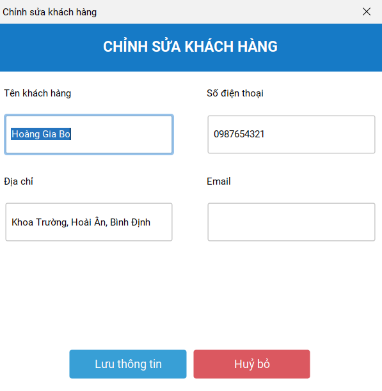 Chỉnh sửa khách hàng
CHỈNH SỬA KHÁCH HÀNG
Tên khách hàng
Số điện thoại
Hoàng Gia Bo
0987654321
Địa chỉ
Email
Khoa Trường, Hoài Ân, Bình Định
Lưu thông tin
Huỷ bỏ